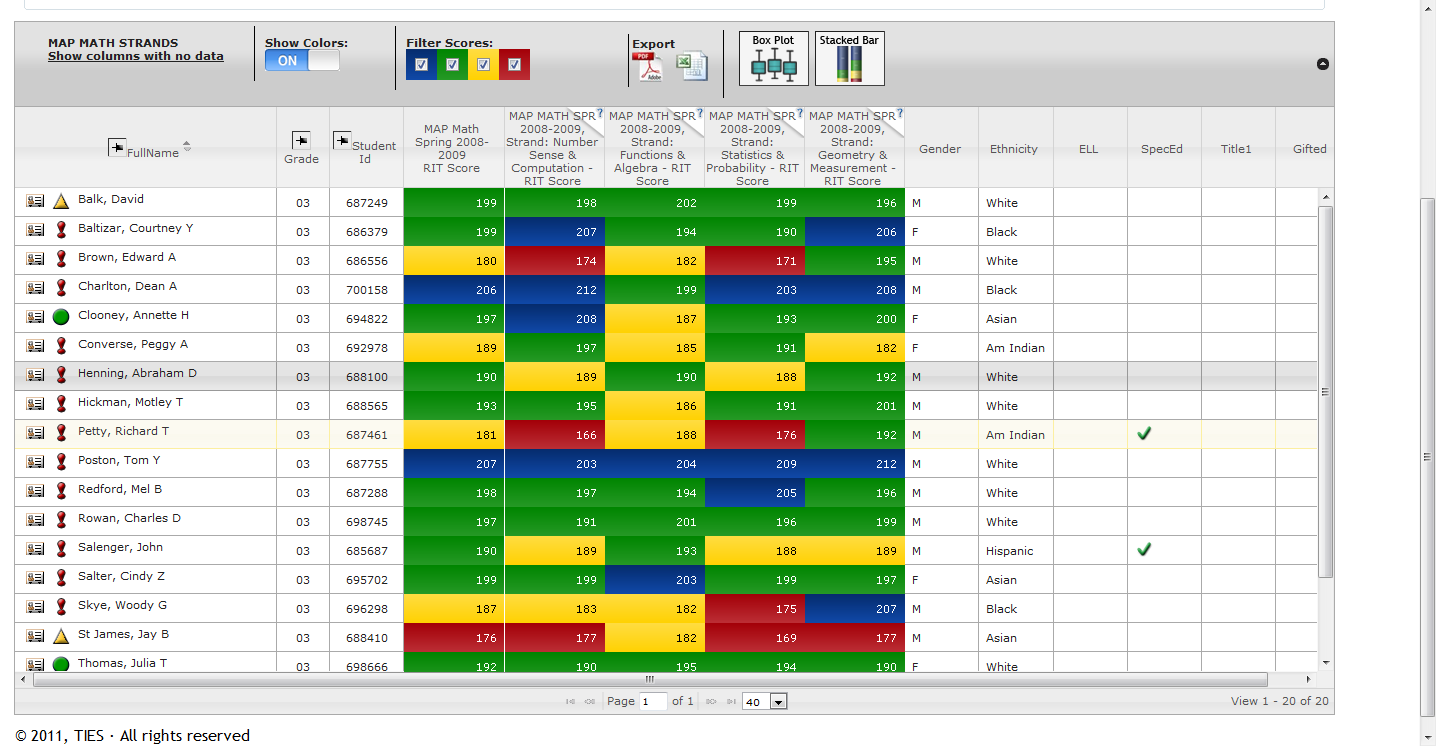 MAP MATH STRANDS
Show columns with no data
Show Colors:
ON
Filter Scores:
Export
PDF
Adobe
Box Plot
Stacked Bar
FullName
Grade
Student
Id
MAP Math
Spring 2008-
2009
RIT Score
MAP MATH SPR ?
2008-2009,
Strand: Number
Sense &
Computation -
RIT Score
MAP MATH SPR ?
2008-2009,
Strand:
Functions &
Algebra - RIT
Score
MAP MATH SPR ?
2008-2009,
Strand:
Statistics &
Probability - RIT
Score
MAP MATH SPR ?
2008-2009,
Strand:
Geometry &
Measurement -
RIT Score
Gender
Ethnicity
ELL
SpecEd
Title1
Gifted
Balk, David 03 687249 199 198 202 199 196 M White
Baltizar, Courtney Y 03 686379 199 207 194 190 206 F Black
Brown, Edward A 03 686556 180 174 182 171 195 M White
Charlton, Dean A 03 700158 206 212 199 203 208 M Black
Clooney, Annette H 03 694822 197 208 187 193 200 F Asian
Converse, Peggy A 03 692978 189 197 185 191 182 F Am Indian
Henning, Abraham D 03 688100 190 189 190 188 192 M White
Hickman, Motley T 03 688565 193 195 186 191 201 M White
Petty, Richard T 03 687461 181 166 188 176 192 M Am Indian
Poston, Tom Y 03 687755 207 203 204 209 212 M White
Redford, Mel B 03 687288 198 197 194 205 196 M White
Rowan, Charles D 03 698745 197 191 201 196 199 M White
Salenger, John 03 685687 190 189 193 188 189 M Hispanic
Salter, Cindy Z 03 695702 199 199 203 199 197 F Asian
Skye, Woody G 03 696298 187 183 182 175 207 M Black
St James, Jay B 03 688410 176 177 182 169 177 M Asian
Thomas, Julia T 03 698666 192 190 195 194 190 F White
Page 1 of 1 40
View 1 - 20 of 20
© 2011, TIES · All rights reserved